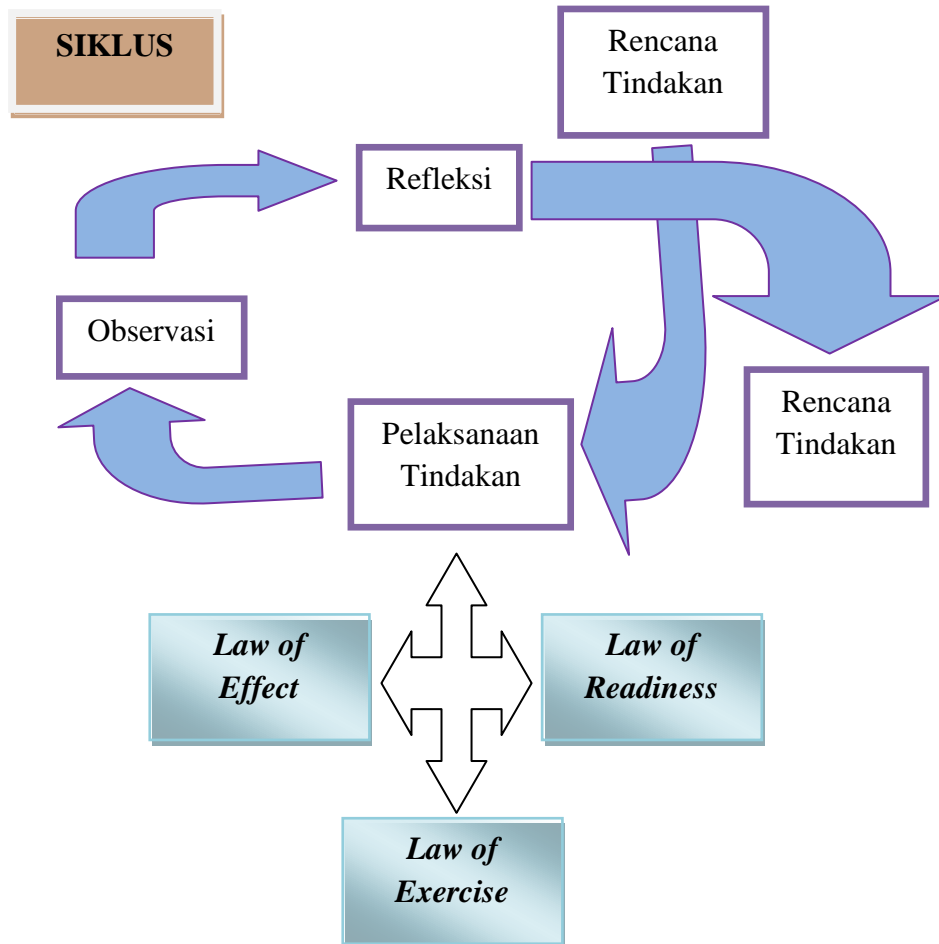 SIKLUS
Rencana
Tindakan
Refleksi
Observasi
Rencana
Tindakan
Pelaksanaan
Tindakan
Law of
Effect
Law of
Readiness
Law of
Exercise